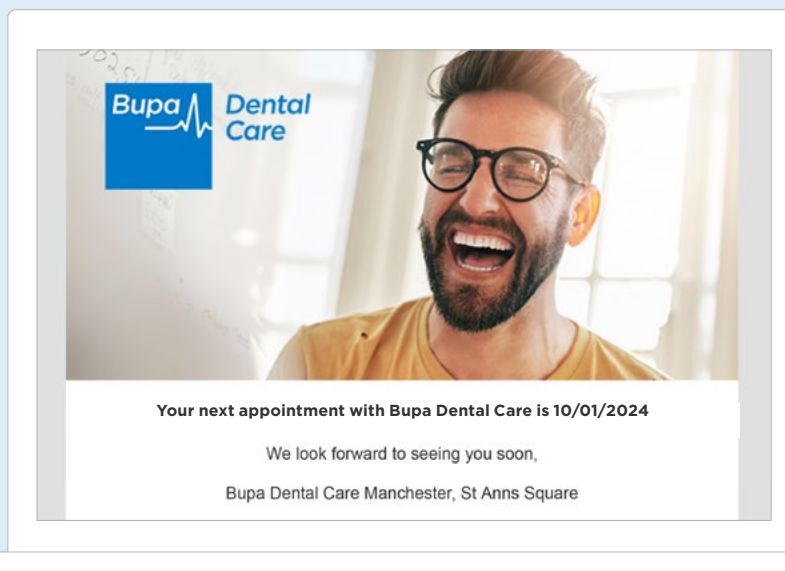 Bupa
Dental
Care
Your next appointment with Bupa Dental Care is 10/01/2024
We look forward to seeing you soon,
Bupa Dental Care Manchester, St Anns Square